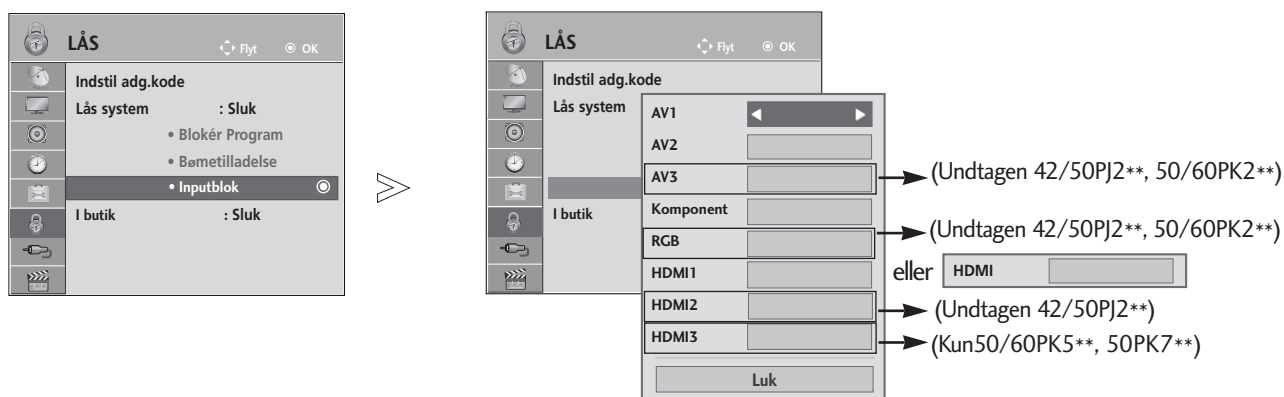 LÅS
Flyt OK
Indstil adg.kode
Lås system : Sluk
• Blokér Program
• Bømetilladelse
• Inputblok
I butik : Sluk
LÅS
Flyt OK
Indstil adg.kode
Lås system
I butik
AV1
AV2
AV3
(Undtagen 42/50PJ2**, 50/60PK2**)
Komponent
RGB
(Undtagen 42/50PJ2**, 50/60PK2**)
HDMI1
eller HDMI
HDMI2
(Undtagen 42/50PJ2**)
HDMI3
(Kun50/60PK5**, 50PK7**)
Luk